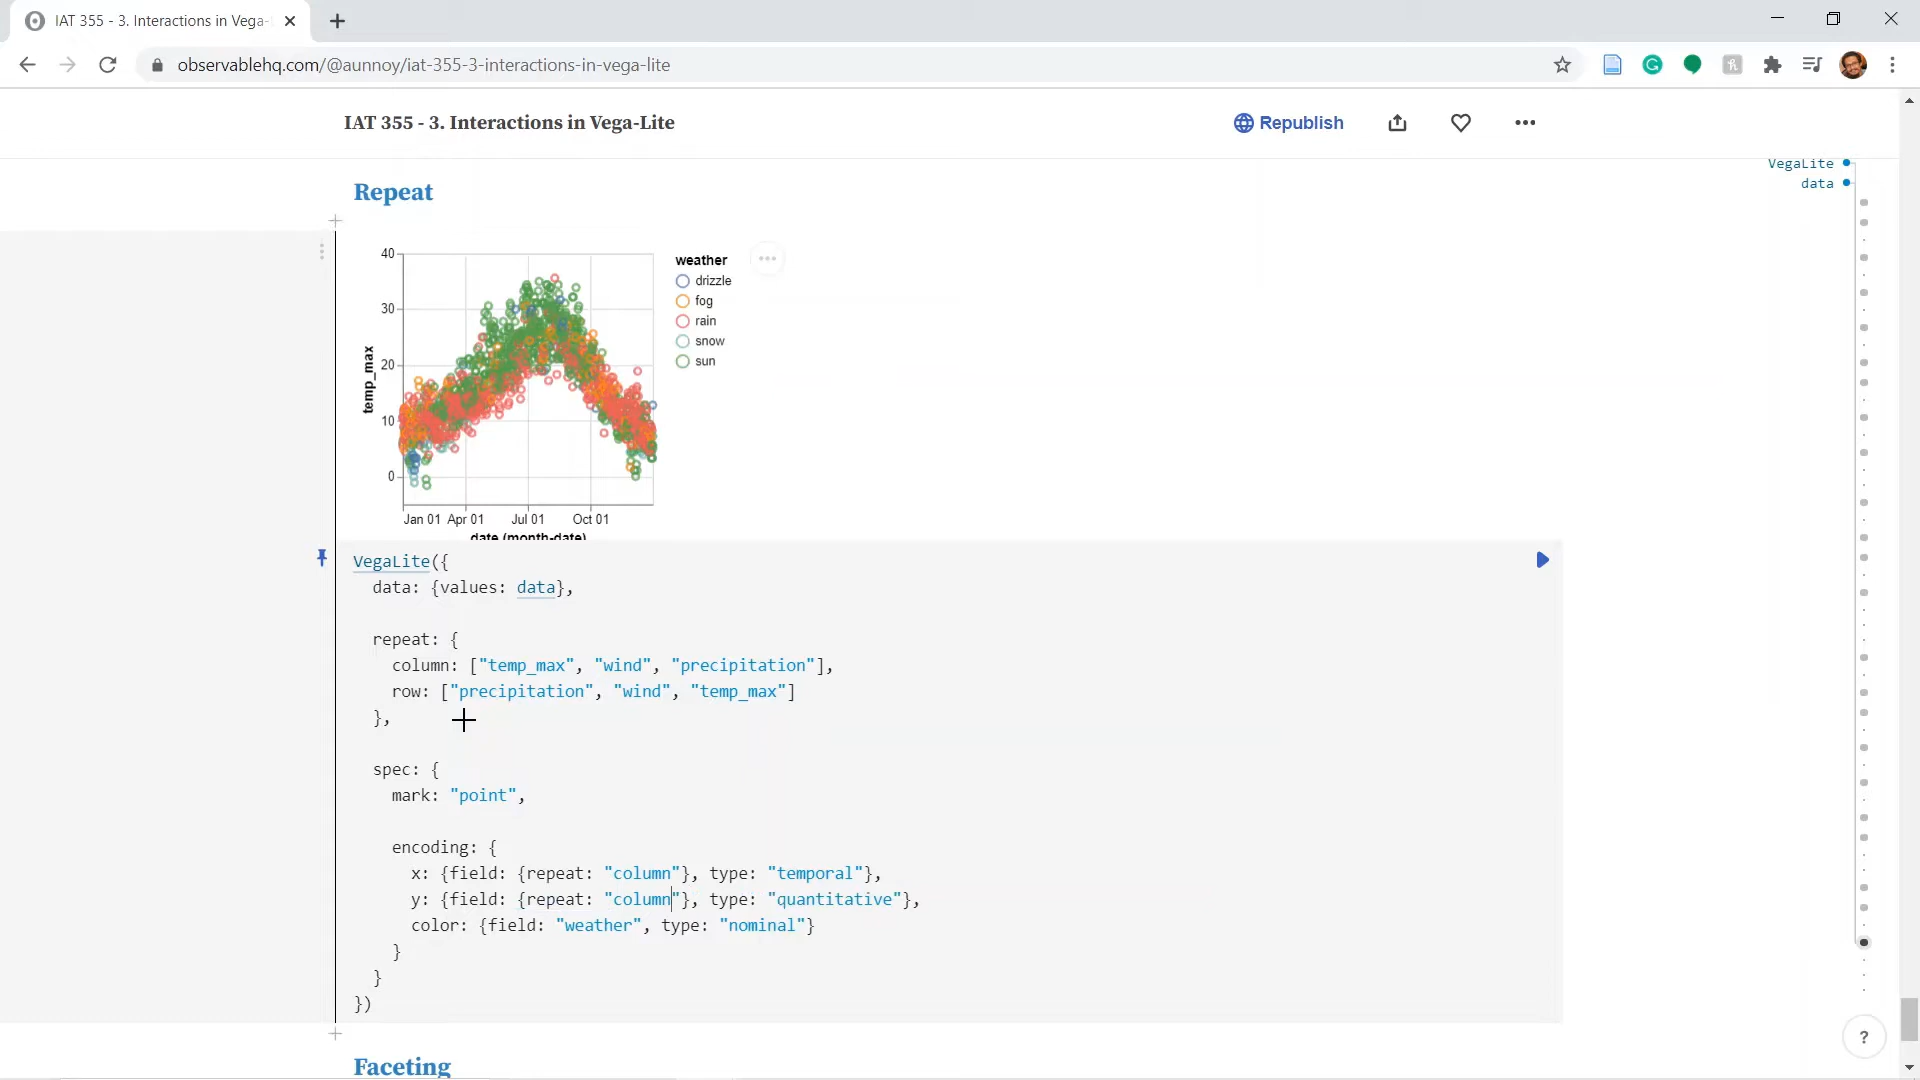 IAT 355 - 3. Interactions in Vega-
observablehq.com/@aunnoy/iat-355-3-interactions-in-vega-lite
IAT 355 - 3. Interactions in Vega-Lite
Republish
VegaLite
data
Repeat
40
30
20
10
0
temp_max
Jan 01 Apr 01 Jul 01 Oct 01
date (month-date)
weather
drizzle
fog
rain
snow
sun
VegaLite({
data: {values: data},
repeat: {
column: ["temp_max", "wind", "precipitation"],
row: ["precipitation", "wind", "temp_max"]
},
spec: {
mark: "point",
encoding: {
x: {field: {repeat: "column"}, type: "temporal"},
y: {field: {repeat: "column"}, type: "quantitative"},
color: {field: "weather", type: "nominal"}
}
}
})
Faceting
?